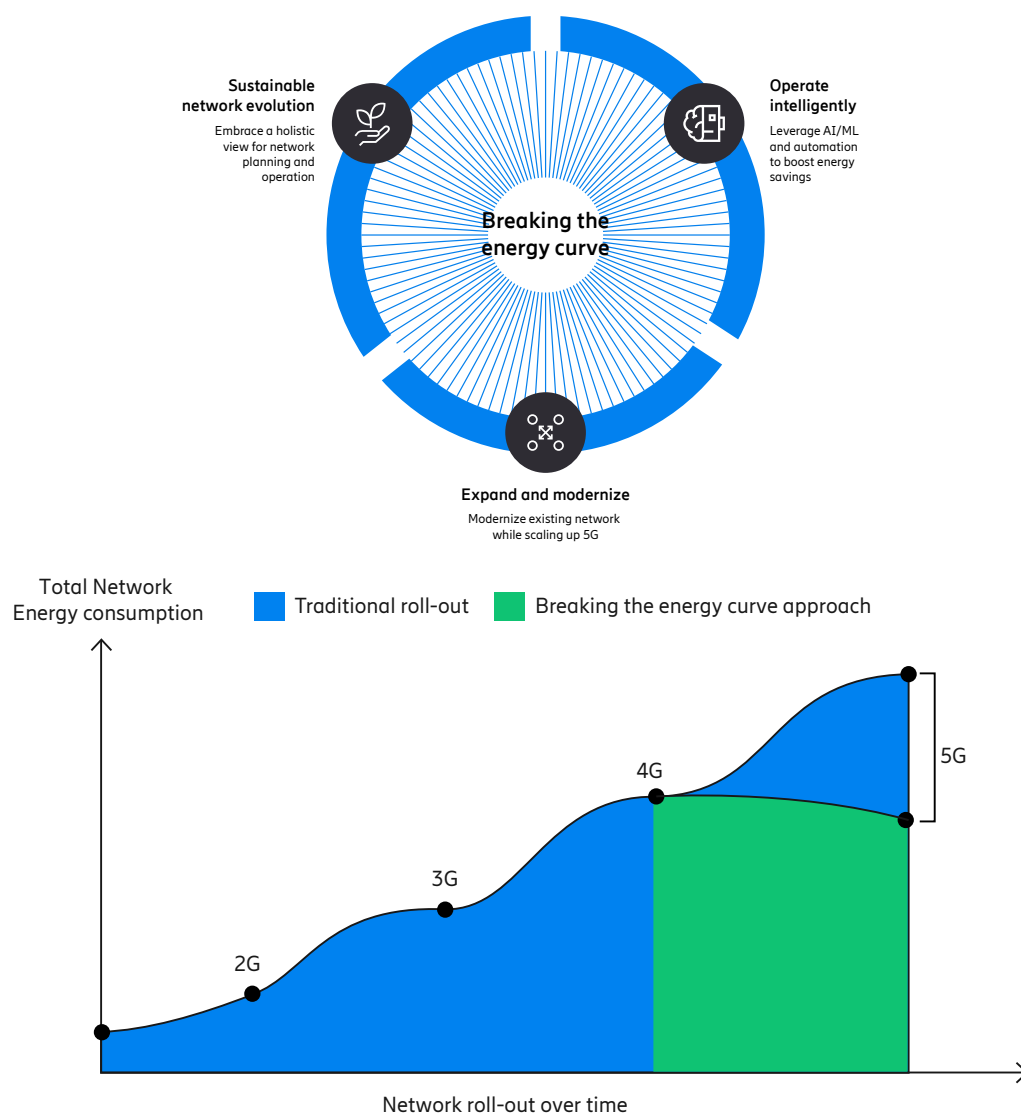 Sustainable
network evolution
Embrace a holistic
view for network
planning and
operation
Operate
intelligently
Leverage AI/ML
and automation
to boost energy
savings
Breaking the
energy curve
Expand and modernize
Modernize existing network
while scaling up 5G
Total Network
Energy consumption
Traditional roll-out
Breaking the energy curve approach
2G
3G
4G
5G
Network roll-out over time